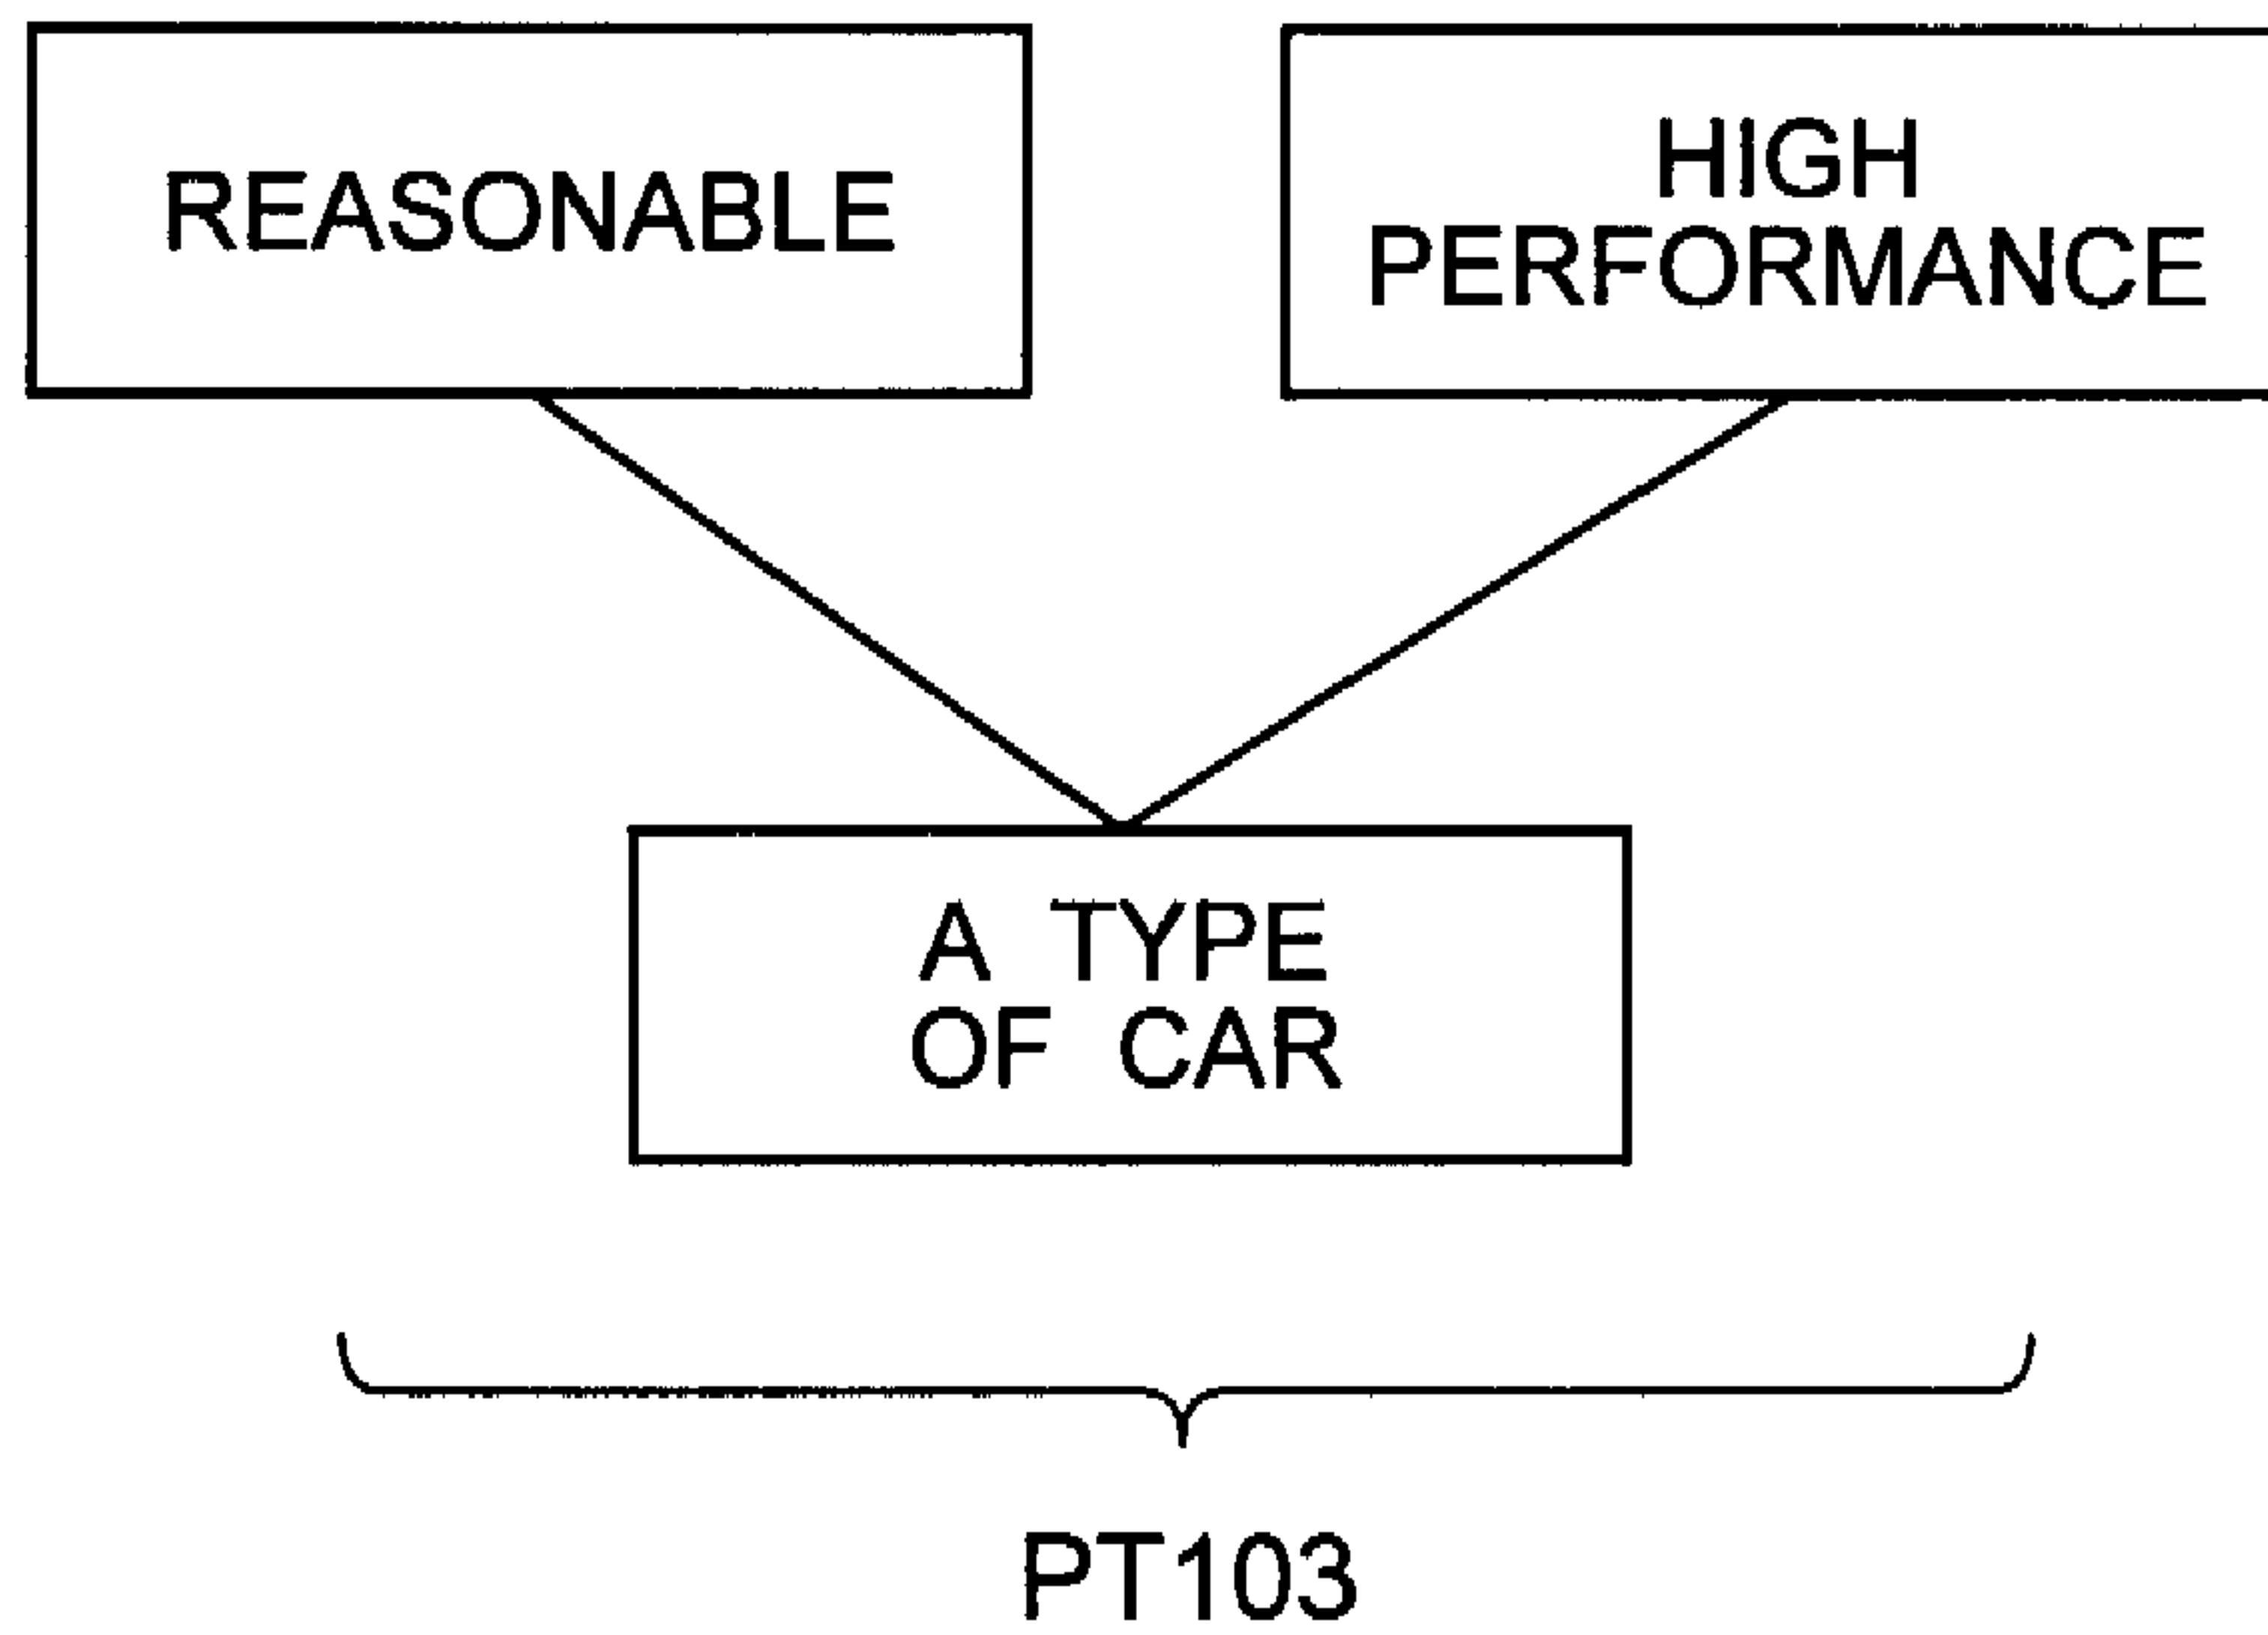 REASONABLE
HIGH
PERFORMANCE
A TYPE
OF CAR
PT103